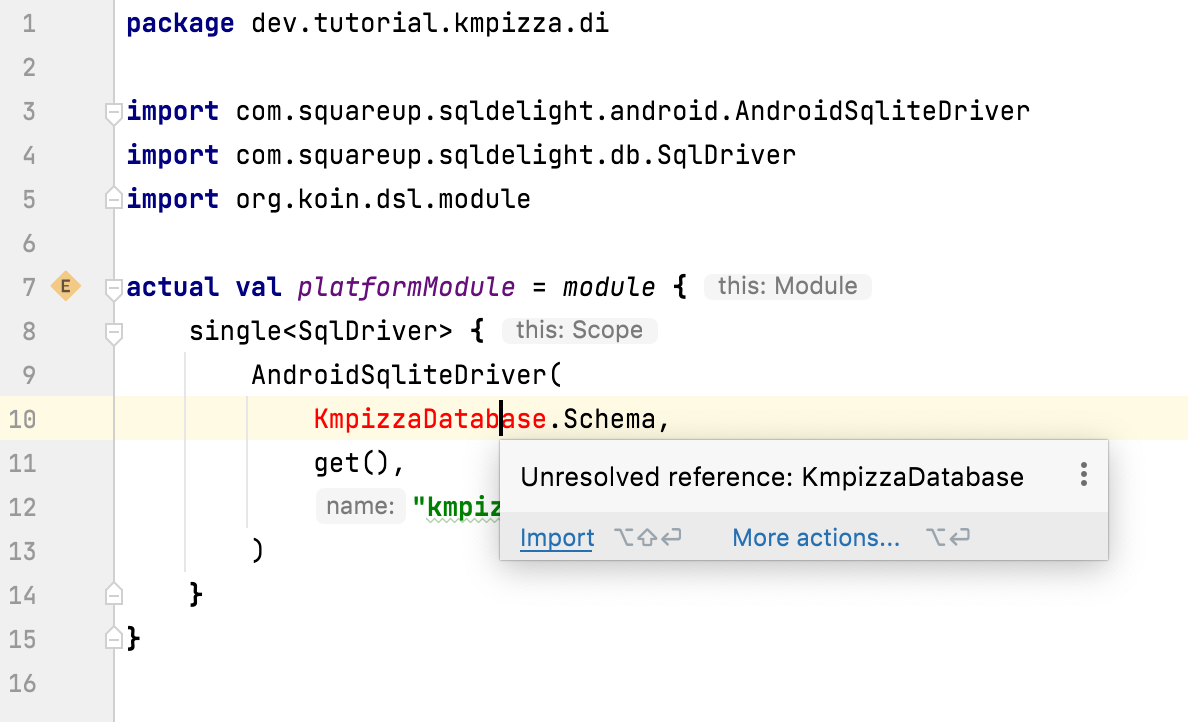 1 package dev.tutorial.kmpizza.di
2
3 import com.squareup.sqldelight.android.AndroidSqliteDriver
4 import com.squareup.sqldelight.db.SqlDriver
5 import org.koin.dsl.module
6
7 E actual val platformModule = module { this: Module
8 single<SqlDriver> { this: Scope
9 AndroidSqliteDriver(
10 KmpizzaDatabase.Schema,
11 get(),
Unresolved reference: KmpizzaDatabase
12 name: "kmpiz
Import ⌥⇧⏎ More actions... ⌥⏎
13 )
14 }
15 }
16